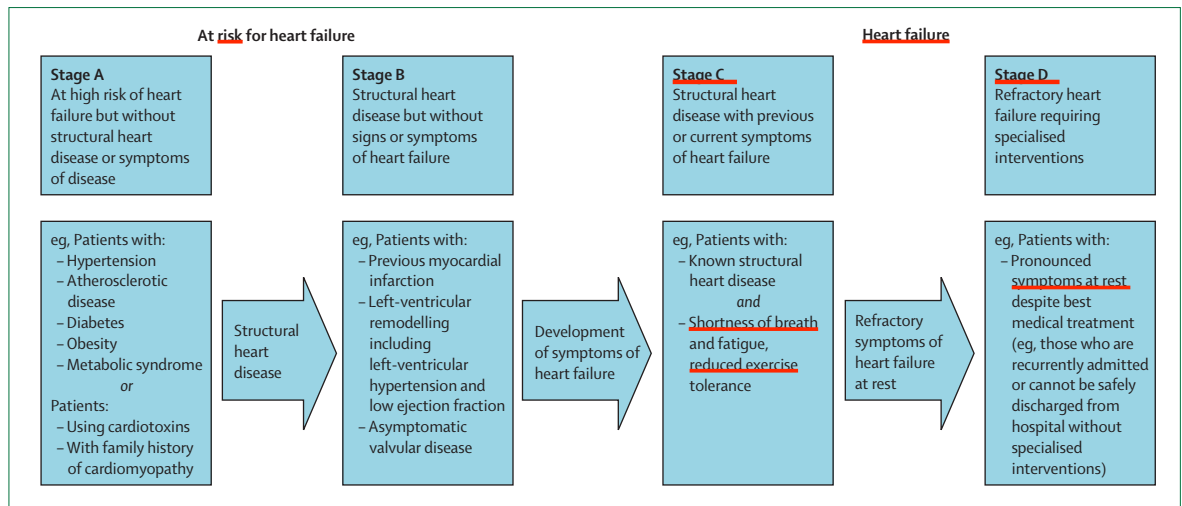 At risk for heart failure
Heart failure
Stage A
At high risk of heart
failure but without
structural heart
disease or symptoms
of disease
Stage B
Structural heart
disease but without
signs or symptoms
of heart failure
Stage C
Structural heart
disease with previous
or current symptoms
of heart failure
Stage D
Refractory heart
failure requiring
specialised
interventions
eg, Patients with:
– Hypertension
– Atherosclerotic
disease
– Diabetes
– Obesity
– Metabolic syndrome
or
Patients:
– Using cardiotoxins
– With family history
of cardiomyopathy
Structural
heart
disease
eg, Patients with:
– Previous myocardial
infarction
– Left-ventricular
remodelling
including
left-ventricular
hypertension and
low ejection fraction
– Asymptomatic
valvular disease
Development
of symptoms of
heart failure
eg, Patients with:
– Known structural
heart disease
and
– Shortness of breath
and fatigue,
reduced exercise
tolerance
Refractory
symptoms of
heart failure
at rest
eg, Patients with:
– Pronounced
symptoms at rest
despite best
medical treatment
(eg, those who are
recurrently admitted
or cannot be safely
discharged from
hospital without
specialised
interventions)